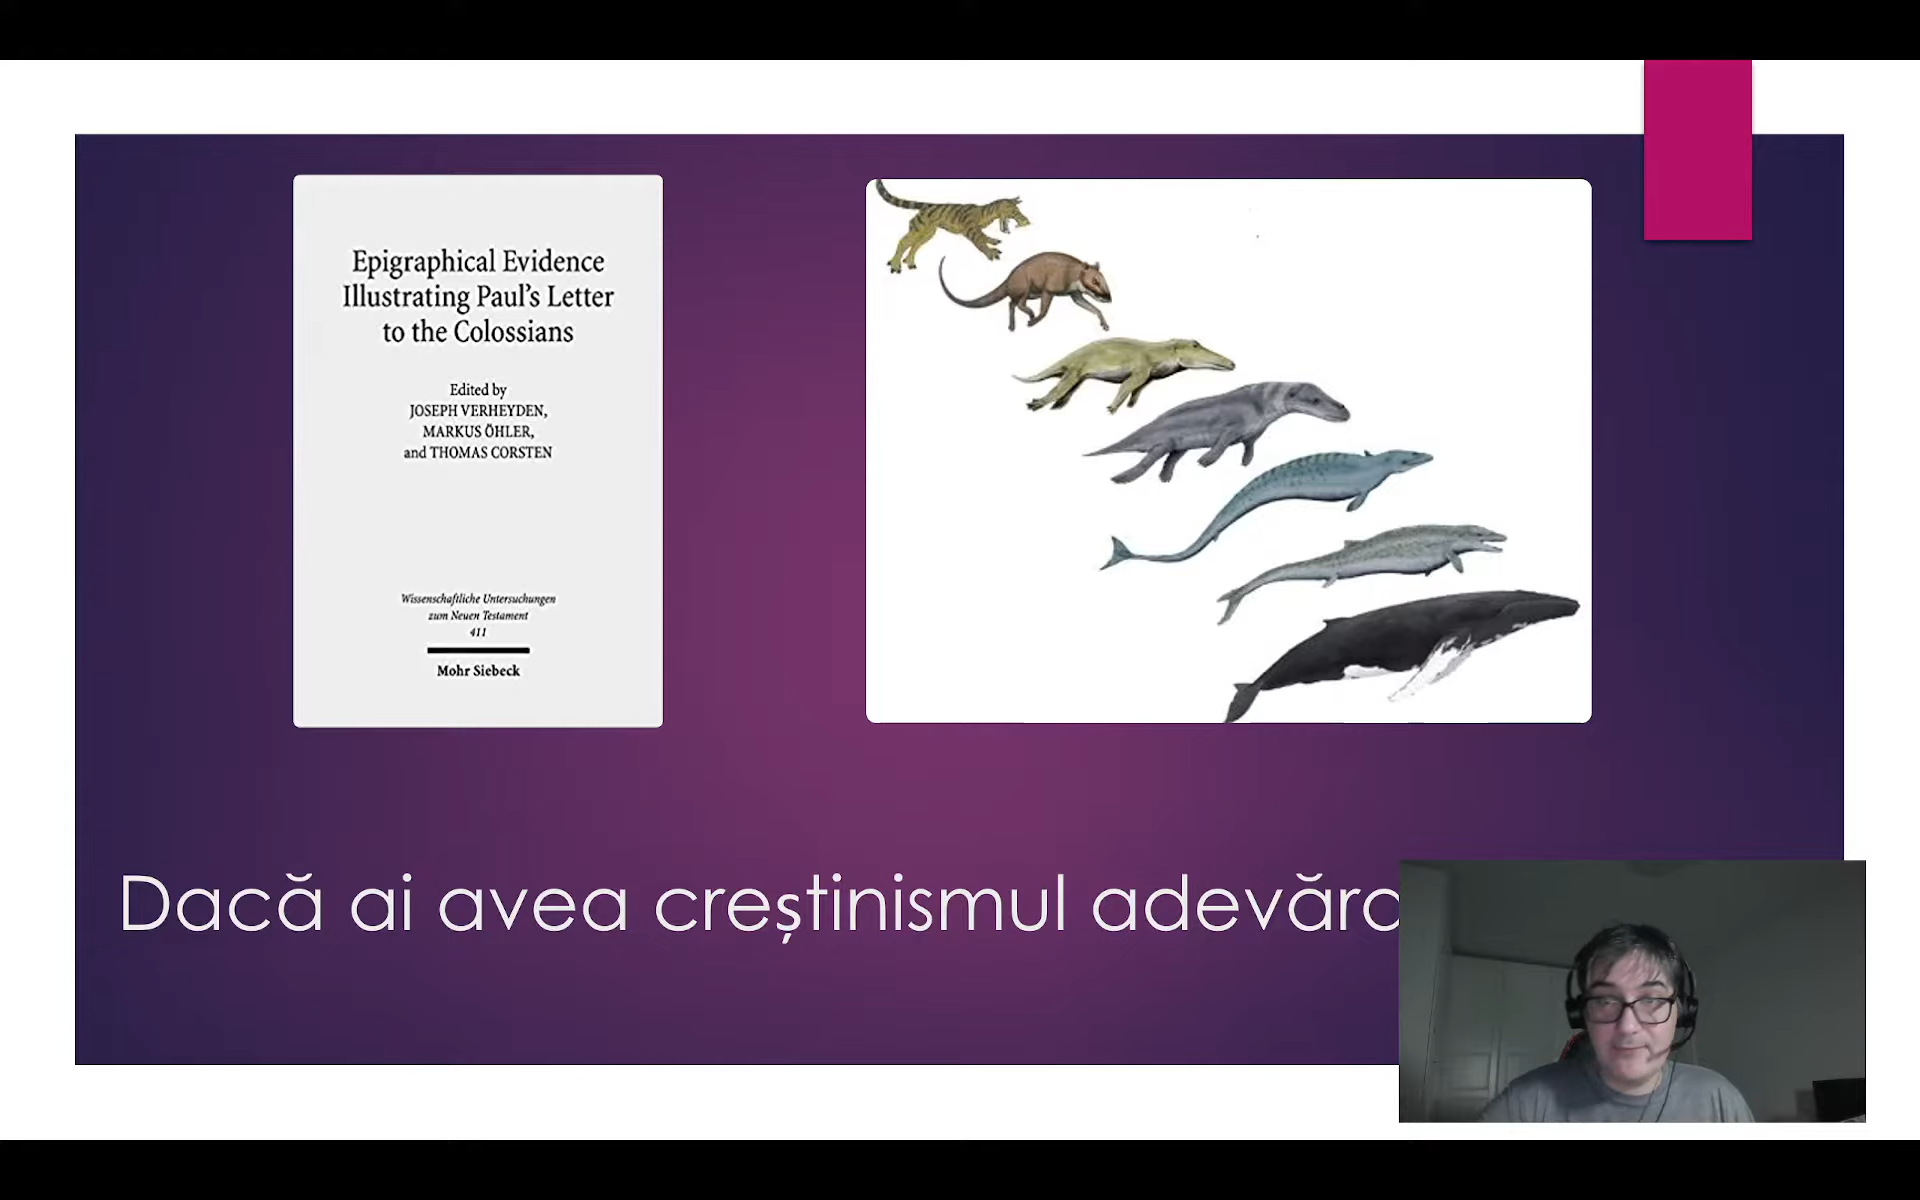 Epigraphical Evidence
Illustrating Paul's Letter
to the Colossians
Edited by
JOSEPH VERHEYDEN,
MARKUS ÖHLER,
and THOMAS CORSTEN
Wissenschaftliche Untersuchungen
zum Neuen Testament
411
Mohr Siebeck
Dacă ai avea creștinismul